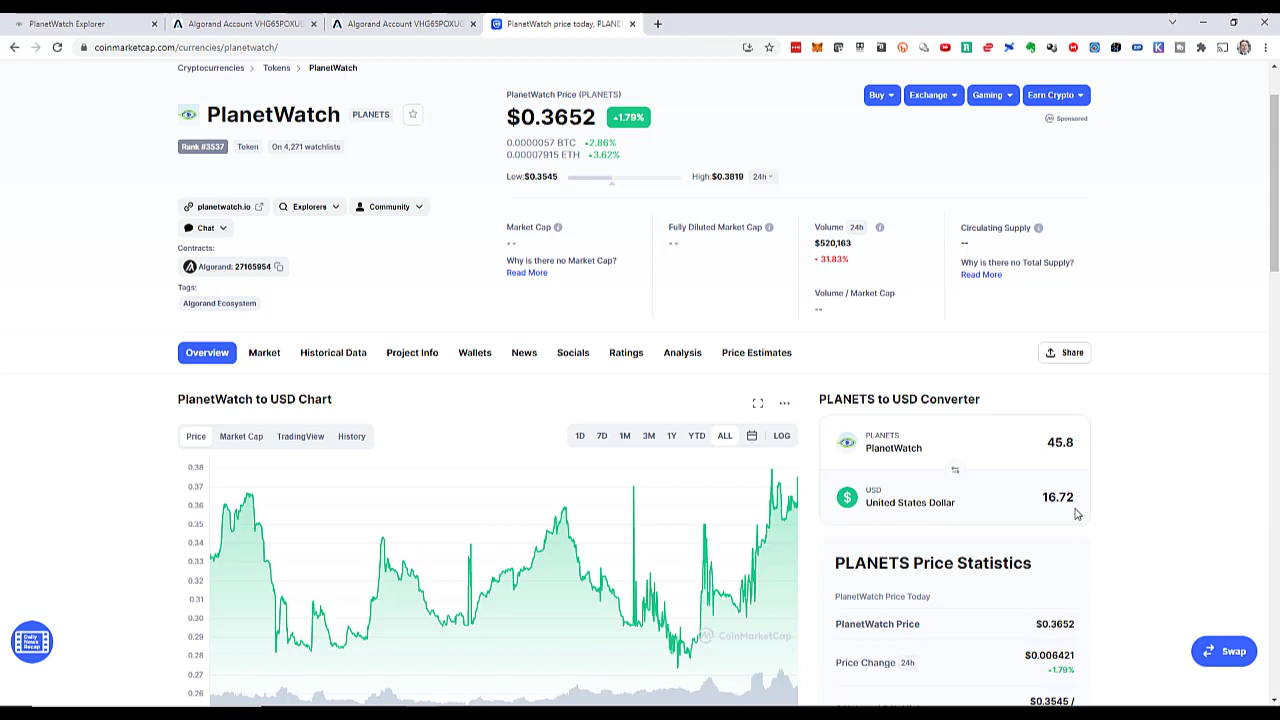 PlanetWatch Explorer
Algorand Account VHG65POXUG
Algorand Account VHG65POXUG
PlanetWatch price today, PLANE
coinmarketcap.com/currencies/planetwatch/
Cryptocurrencies > Tokens > PlanetWatch
PlanetWatch PLANETS
Rank #3537 Token On 4,271 watchlists
planetwatch.io Explorers Community
Chat
Contracts:
Algorand: 27165954
Tags:
Algorand Ecosystem
PlanetWatch Price (PLANETS)
$0.3652 1.79%
0.0000057 BTC 2.86%
0.00007915 ETH 3.62%
Low:$0.3545 High:$0.3819 24h
Buy Exchange Gaming Earn Crypto
Sponsored
Market Cap
- -
Why is there no Market Cap?
Read More
Fully Diluted Market Cap
- -
Volume 24h
$520,163
- 31.83%
Volume / Market Cap
--
Circulating Supply
--
Why is there no Total Supply?
Read More
Overview Market Historical Data Project Info Wallets News Socials Ratings Analysis Price Estimates
Share
PlanetWatch to USD Chart
Price Market Cap TradingView History
1D 7D 1M 3M 1Y YTD ALL LOG
0.38
0.37
0.36
0.35
0.34
0.33
0.32
0.31
0.30
0.29
0.28
0.27
0.26
CoinMarketCap
PLANETS to USD Converter
PLANETS
PlanetWatch 45.8
USD
United States Dollar 16.72
PLANETS Price Statistics
PlanetWatch Price Today
PlanetWatch Price $0.3652
Price Change 24h $0.006421
1.79%
$0.3545 /
Daily
News
Recap
Swap